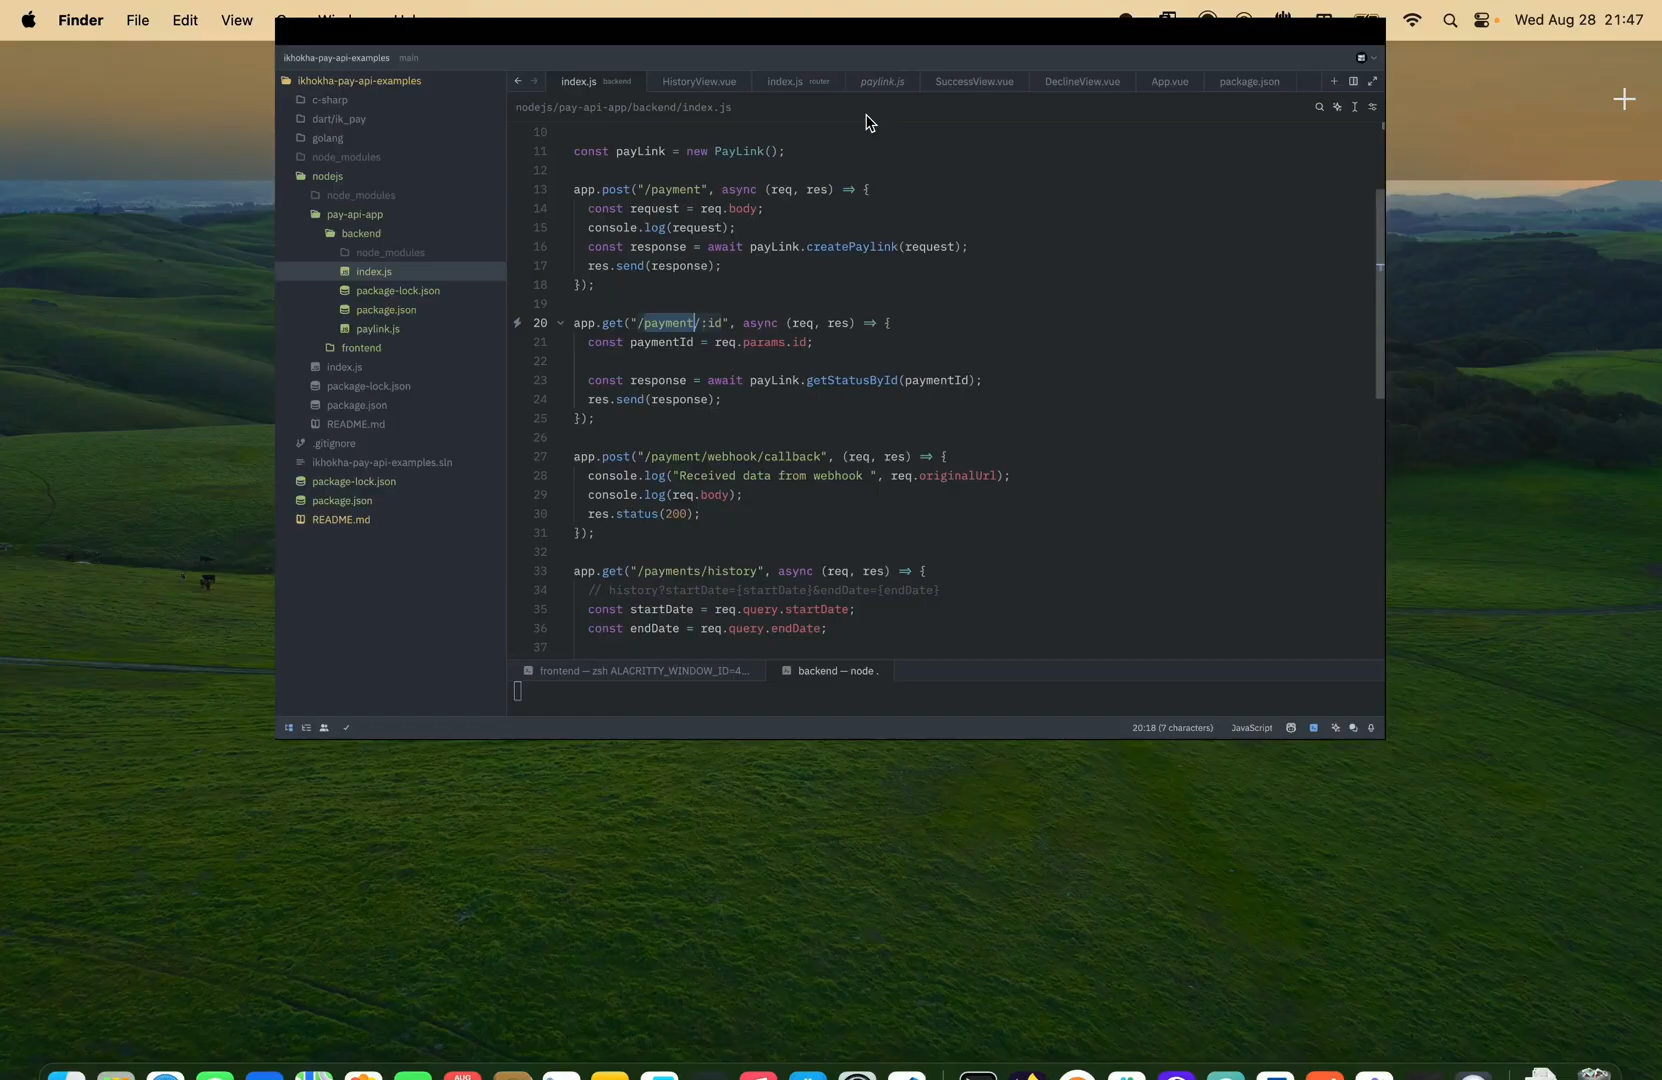 Finder File Edit View
Wed Aug 28 21:47
ikhokha-pay-api-examples main
ikhokha-pay-api-examples
c-sharp
dart/ik_pay
golang
node_modules
nodejs
node_modules
pay-api-app
backend
node_modules
index.js
package-lock.json
package.json
paylink.js
frontend
index.js
package-lock.json
package.json
README.md
.gitignore
ikhokha-pay-api-examples.sln
package-lock.json
package.json
README.md
index.js backend HistoryView.vue index.js router paylink.js SuccessView.vue DeclineView.vue App.vue package.json
nodejs/pay-api-app/backend/index.js
10
11 const payLink = new PayLink();
12
13 app.post("/payment", async (req, res) => {
14 const request = req.body;
15 console.log(request);
16 const response = await payLink.createPaylink(request);
17 res.send(response);
18 });
19
20 app.get("/payment/:id", async (req, res) => {
21 const paymentId = req.params.id;
22
23 const response = await payLink.getStatusById(paymentId);
24 res.send(response);
25 });
26
27 app.post("/payment/webhook/callback", (req, res) => {
28 console.log("Received data from webhook ", req.originalUrl);
29 console.log(req.body);
30 res.status(200);
31 });
32
33 app.get("/payments/history", async (req, res) => {
34 // history?startDate={startDate}&endDate={endDate}
35 const startDate = req.query.startDate;
36 const endDate = req.query.endDate;
37
frontend — zsh ALACRITTY_WINDOW_ID=4... backend — node .
20:18 (7 characters) JavaScript
AUG